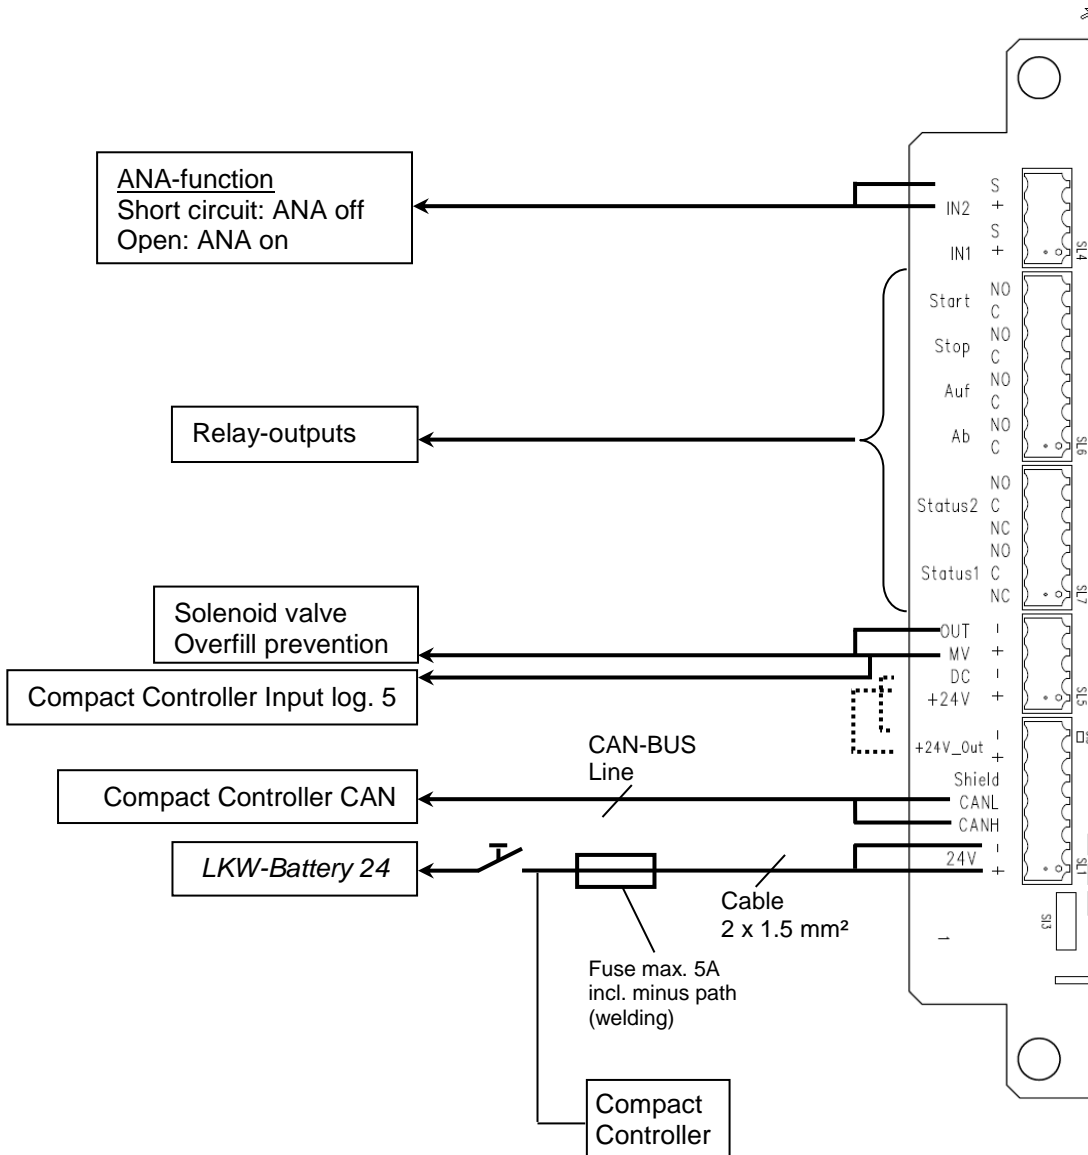 ANA-function
Short circuit: ANA off
Open: ANA on
S
IN2 +
S
IN1 +
SL4
Start NO
C
Stop NO
C
Auf NO
C
Ab NO
C
SL6
Relay-outputs
NO
Status2 C
NC
NO
Status1 C
NC
SL7
Solenoid valve
Overfill prevention
Compact Controller Input log. 5
OUT -
MV +
DC -
+24V +
SL5
+24V_Out -
+
Shield
CANL
CANH
24V -
+
SL1
CAN-BUS
Line
Compact Controller CAN
LKW-Battery 24
Cable
2 x 1.5 mm²
Fuse max. 5A
incl. minus path
(welding)
1
SI3
Compact
Controller